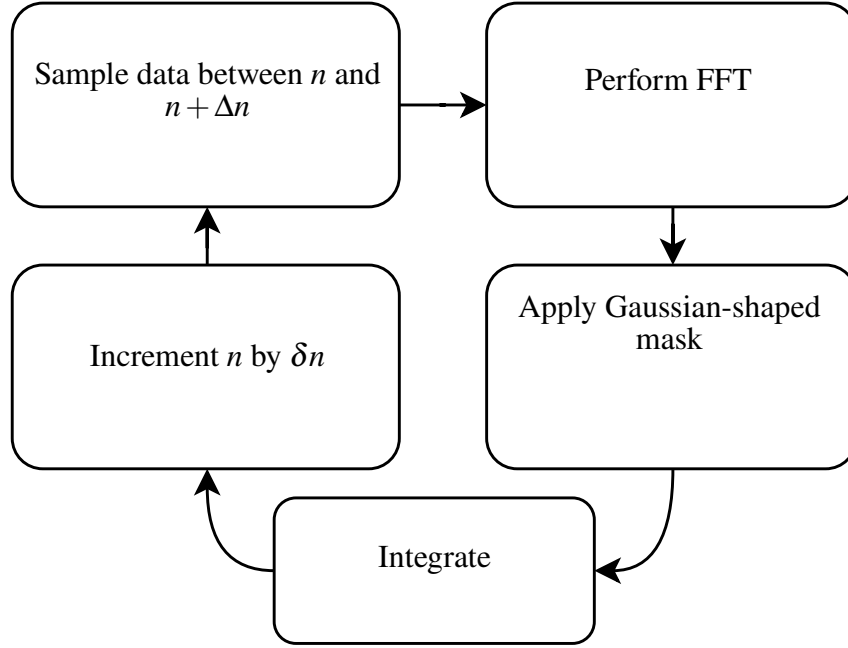 Sample data between n and
n + Δn
Perform FFT
Increment n by δn
Apply Gaussian-shaped
mask
Integrate